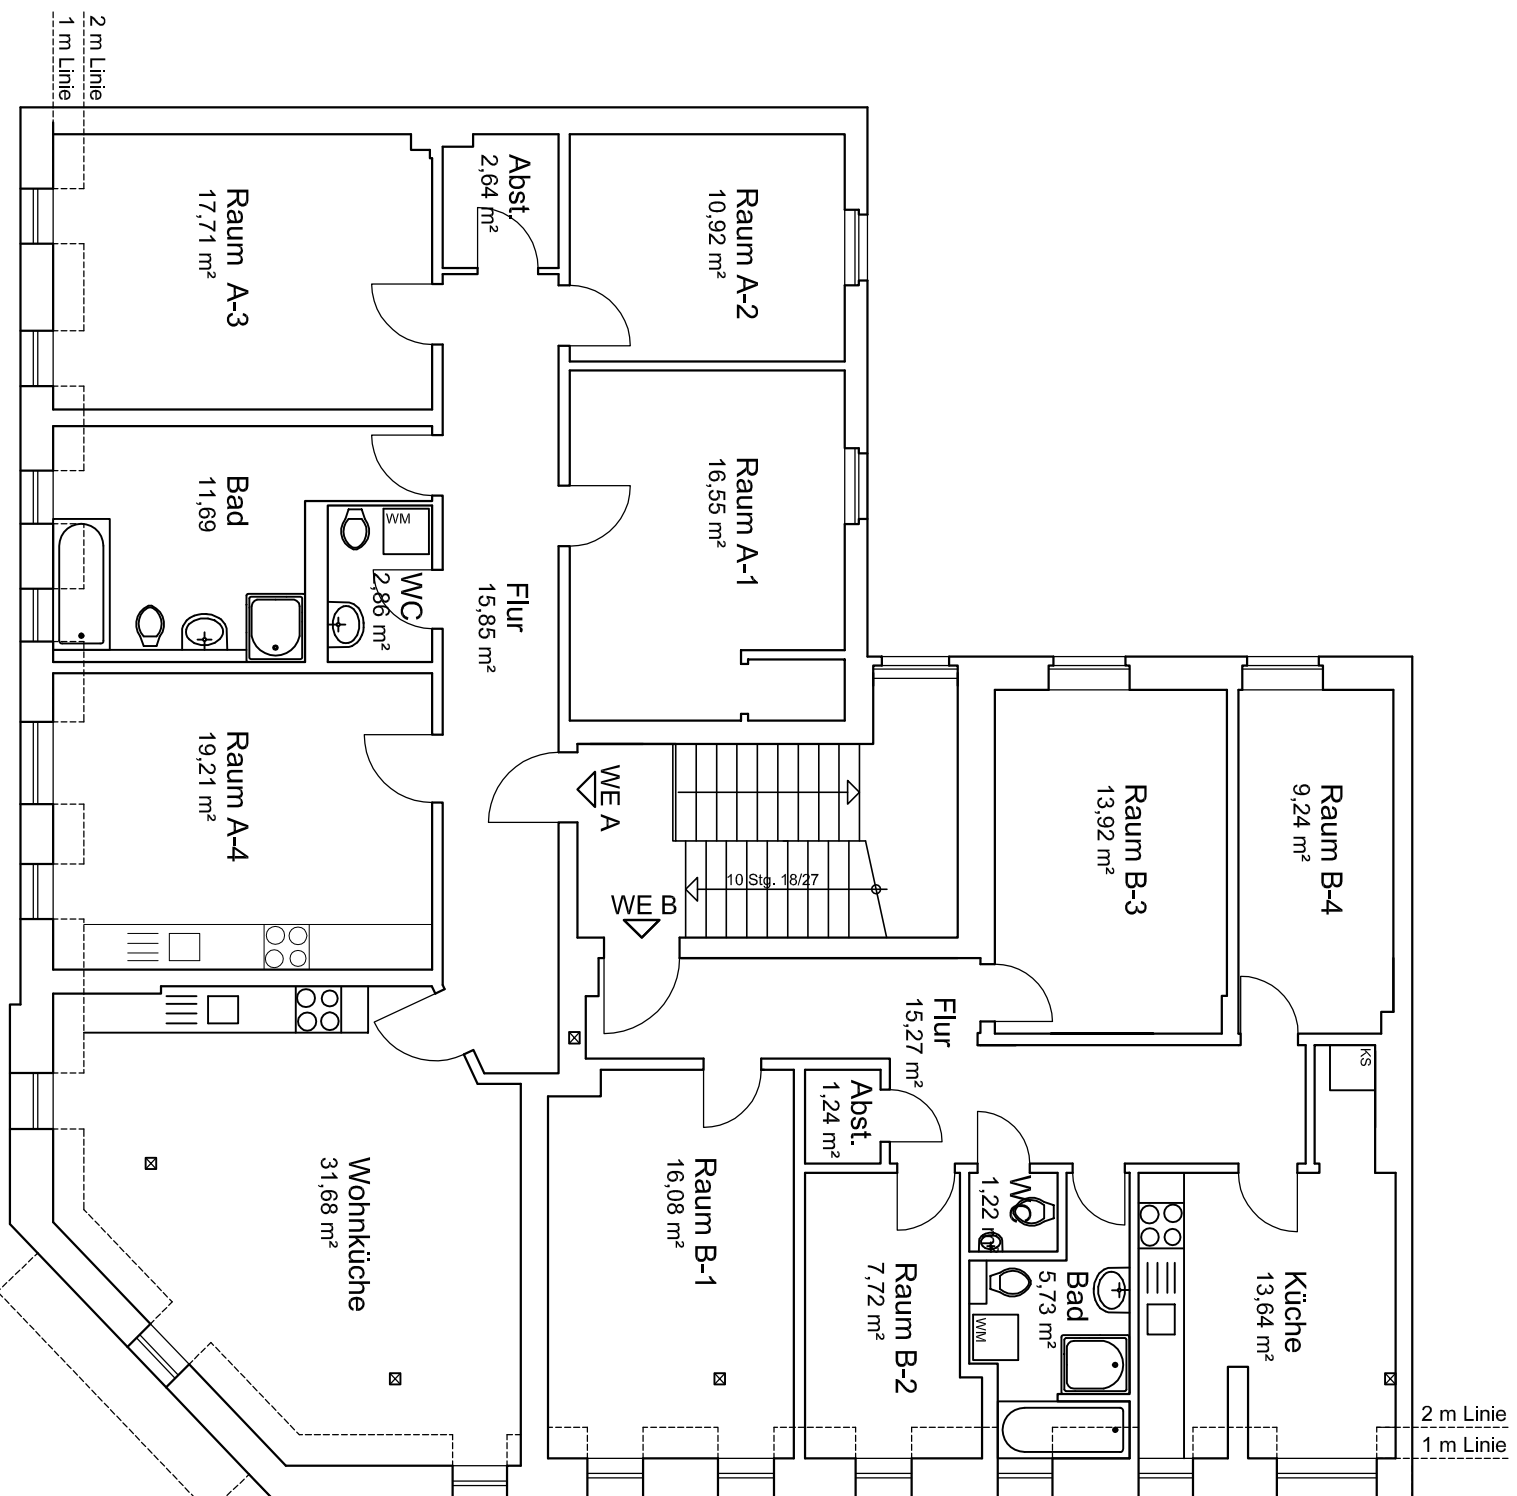 2 m Linie
1 m Linie
Abst.
2,64 m²
Raum A-3
17,71 m²
Raum A-2
10,92 m²
Raum A-1
16,55 m²
Bad
11,69
WM
WC
2,86 m²
Flur
15,85 m²
Raum A-4
19,21 m²
WE A
10 Stg. 18/27
WE B
Raum B-3
13,92 m²
Raum B-4
9,24 m²
Flur
15,27 m²
KS
Abst.
1,24 m²
Wohnküche
31,68 m²
Raum B-1
16,08 m²
1,22 m²
Raum B-2
7,72 m²
Bad
5,73 m²
WM
Küche
13,64 m²
2 m Linie
1 m Linie